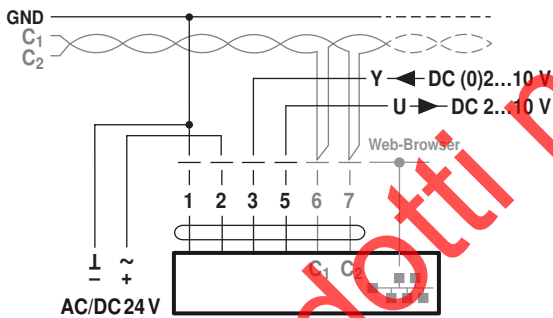 GND
C1
C2
Y DC (0)2...10 V
U DC 2...10 V
Web-Browser
1 2 3 5 6 7
⊥ ~
− +
C1 C2
AC/DC 24 V
dotti